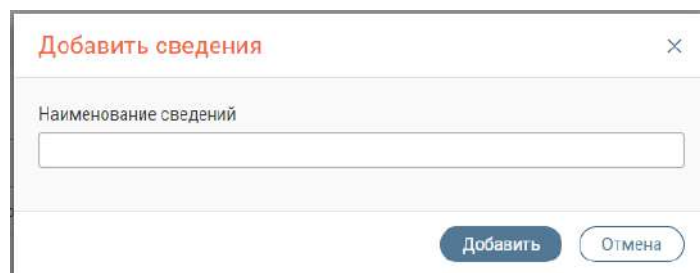 Добавить сведения
Наименование сведений
Добавить
Отмена